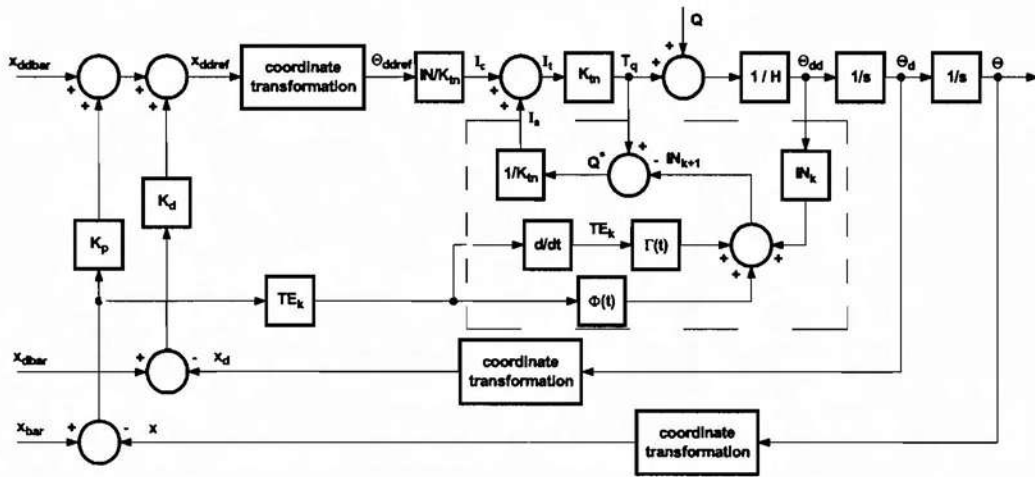 Q
x_ddbar
+
+
+
+
x_ddref
coordinate
transformation
Θ_ddref
IN/K_tn
I_c
+
+
I_t
K_tn
T_q
+
+
1 / H
Θ_dd
1/s
Θ_d
1/s
Θ
I_a
1/K_tn
Q^
+
-
IN_k+1
IN_k
K_d
K_p
d/dt
TE_k
Γ(t)
+
+
+
+
TE_k
Φ(t)
x_dbar
+
-
x_d
coordinate
transformation
x_bar
+
-
x
coordinate
transformation